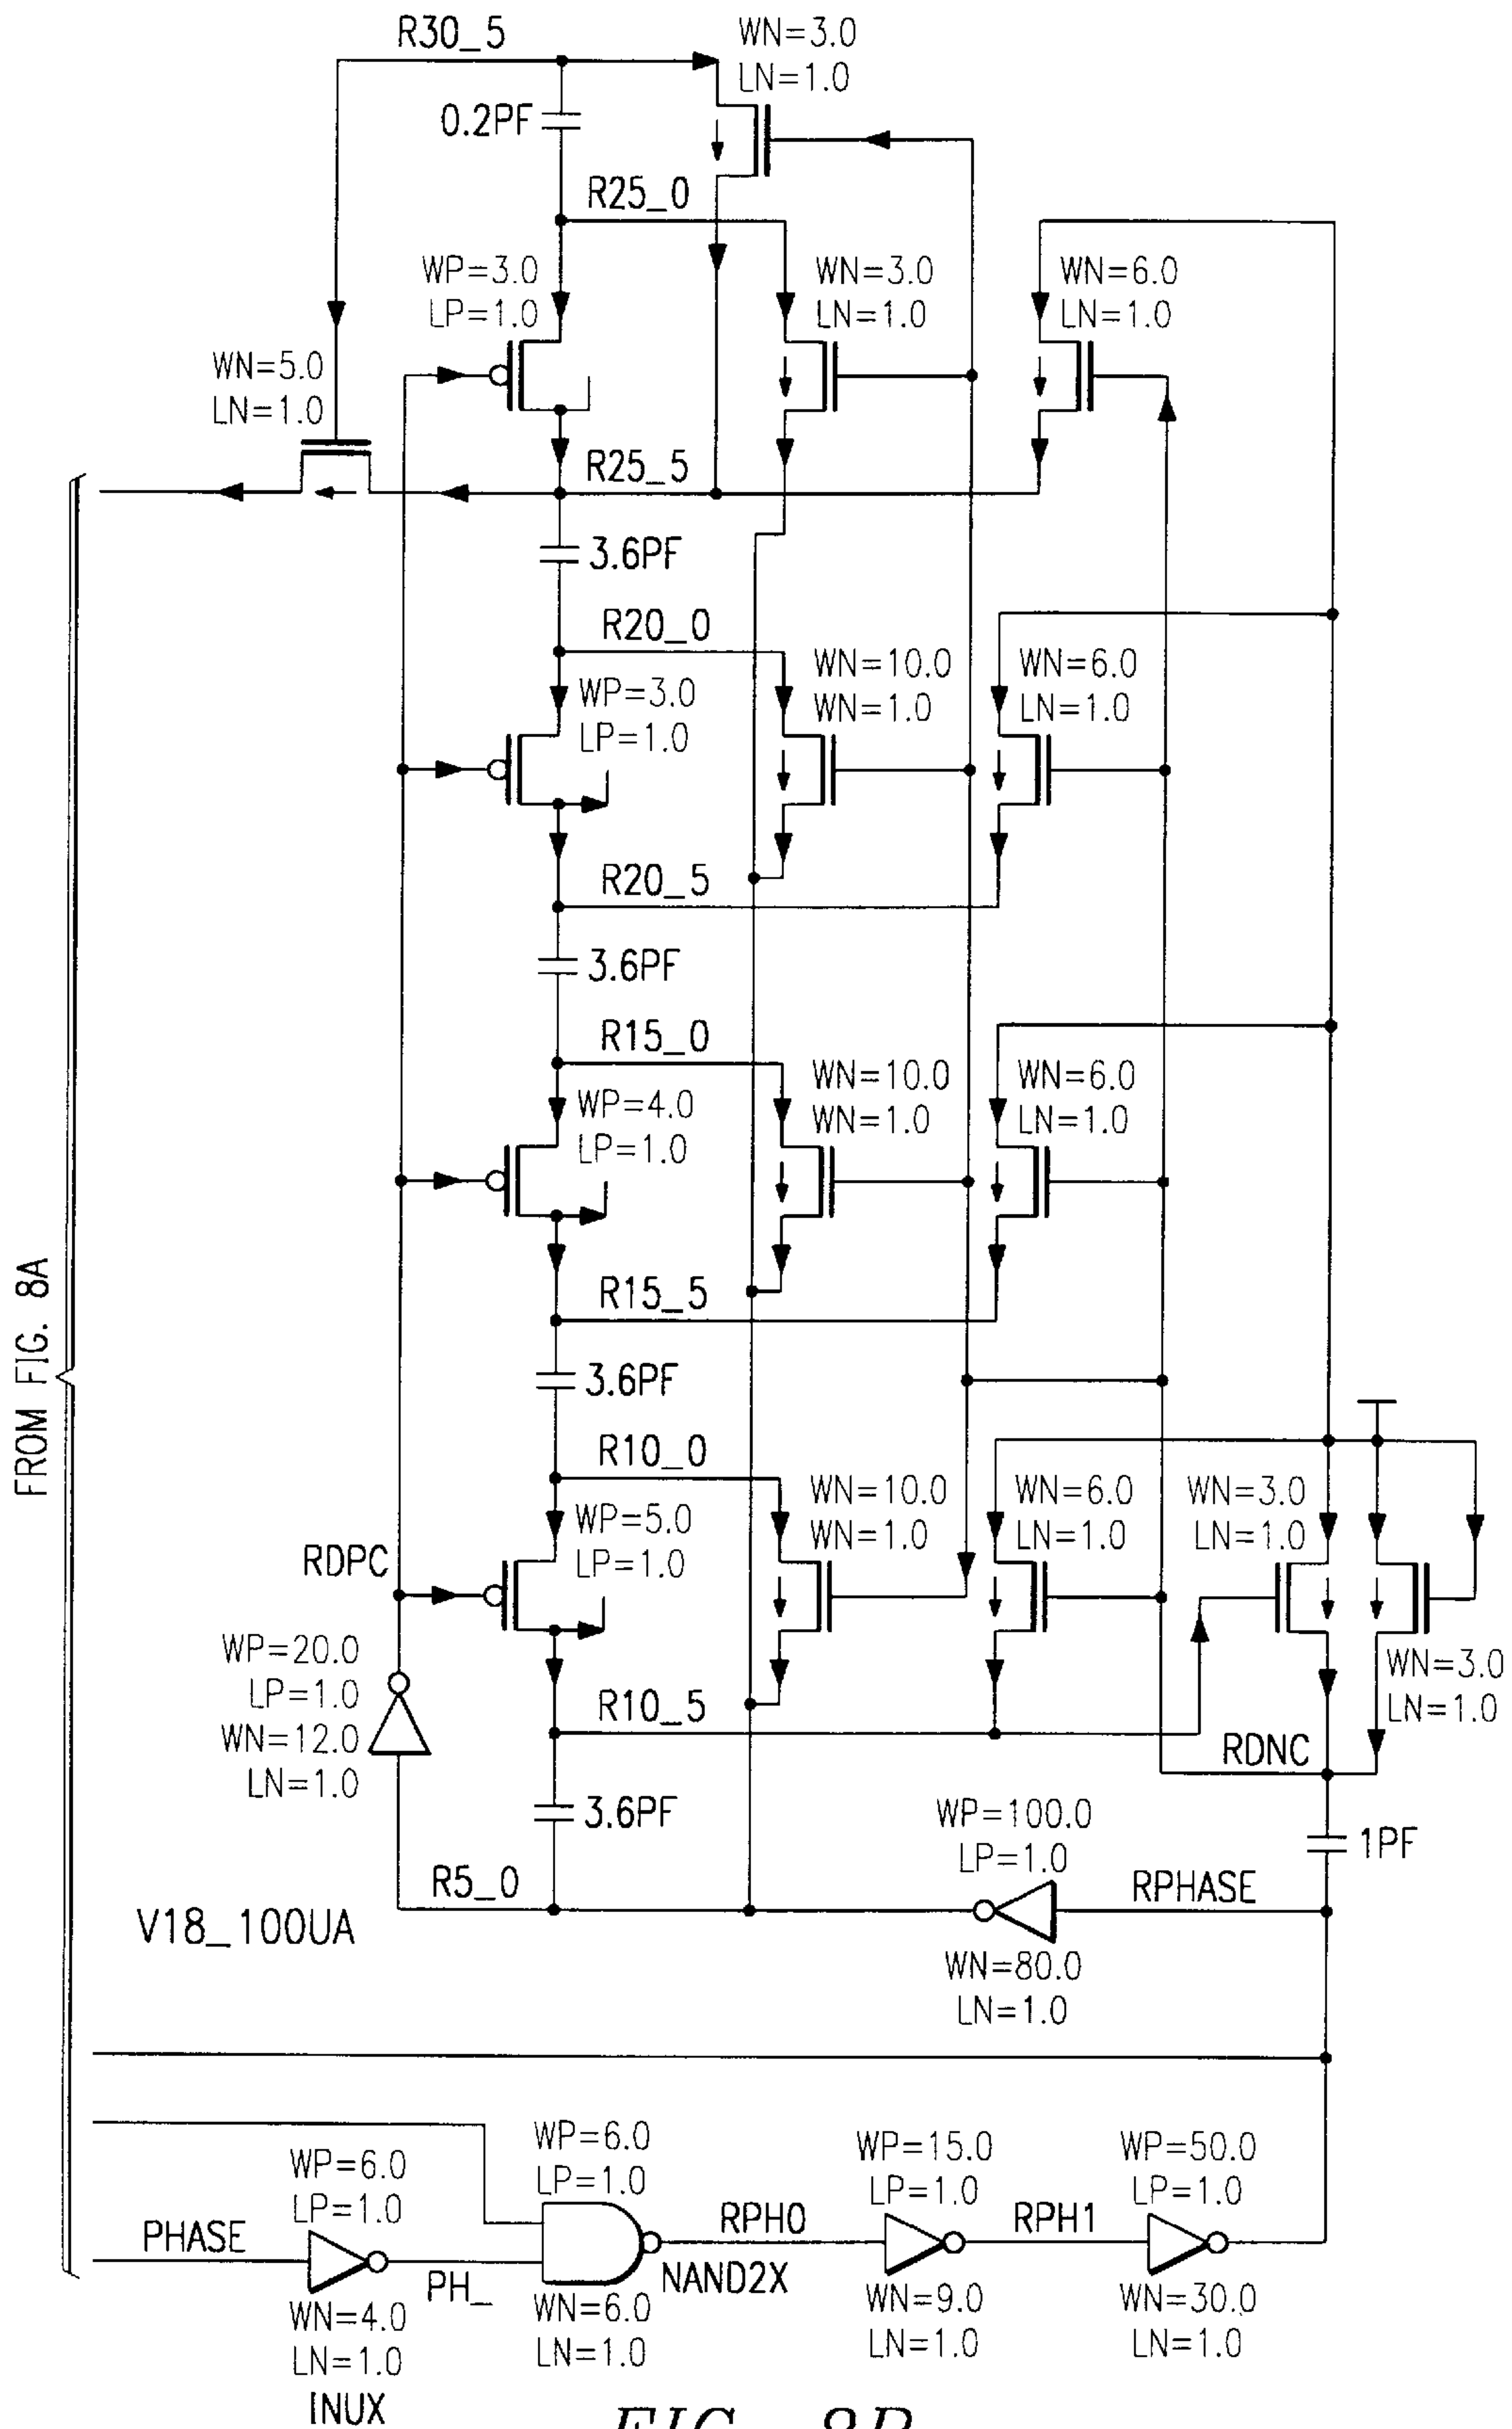 R30_5
WN=3.0
LN=1.0
0.2PF
R25_0
WP=3.0
LP=1.0
WN=3.0
LN=1.0
WN=6.0
LN=1.0
WN=5.0
LN=1.0
R25_5
3.6PF
R20_0
WP=3.0
LP=1.0
WN=10.0
WN=1.0
WN=6.0
LN=1.0
R20_5
3.6PF
R15_0
WP=4.0
LP=1.0
WN=10.0
WN=1.0
WN=6.0
LN=1.0
FROM FIG. 8A
R15_5
3.6PF
R10_0
WP=5.0
LP=1.0
WN=10.0
WN=1.0
WN=6.0
LN=1.0
WN=3.0
LN=1.0
RDPC
WP=20.0
LP=1.0
WN=12.0
LN=1.0
WN=3.0
LN=1.0
R10_5
RDNC
3.6PF
WP=100.0
LP=1.0
1PF
R5_0
RPHASE
V18_100UA
WN=80.0
LN=1.0
WP=6.0
LP=1.0
WP=6.0
LP=1.0
WP=15.0
LP=1.0
WP=50.0
LP=1.0
PHASE
PH_
RPH0
NAND2X
RPH1
WN=4.0
LN=1.0
INUX
WN=6.0
LN=1.0
WN=9.0
LN=1.0
WN=30.0
LN=1.0
FIG. 8B